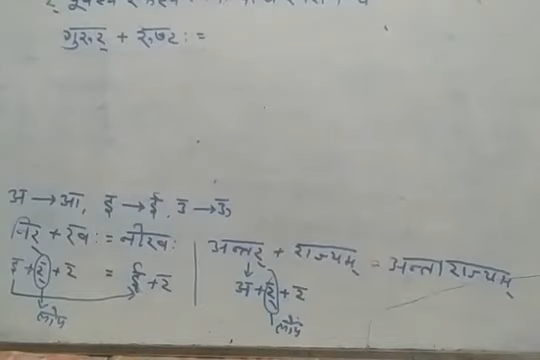 गुरुर् + रुष्टः =
अ → आ, इ → ई, उ → ऊ
निर् + रवः = नीरवः
इ + र् + र = ई + र
लोप
अन्तर् + राज्यम् = अन्ताराज्यम्
अ + र् + र
लोप